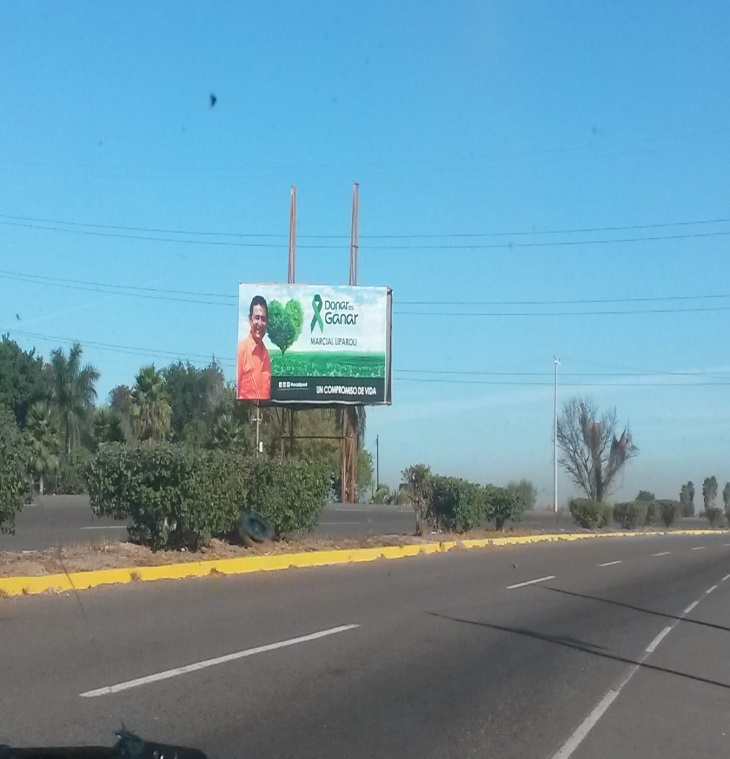 Donar es
Ganar
MARCIAL LIPAROLI
UN COMPROMISO DE VIDA